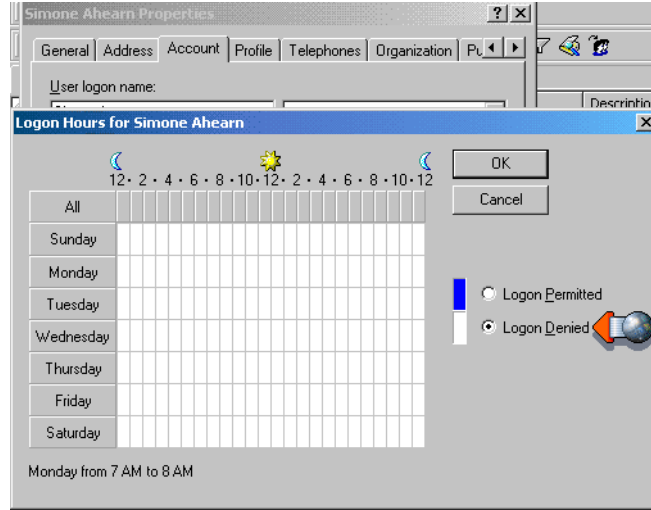 Simone Ahearn Properties
General Address Account Profile Telephones Organization
User logon name:
Descriptio
Logon Hours for Simone Ahearn
12 · 2 · 4 · 6 · 8 · 10 · 12 · 2 · 4 · 6 · 8 · 10 · 12
OK
Cancel
All
Sunday
Monday
Tuesday
Wednesday
Thursday
Friday
Saturday
Logon Permitted
Logon Denied
Monday from 7 AM to 8 AM